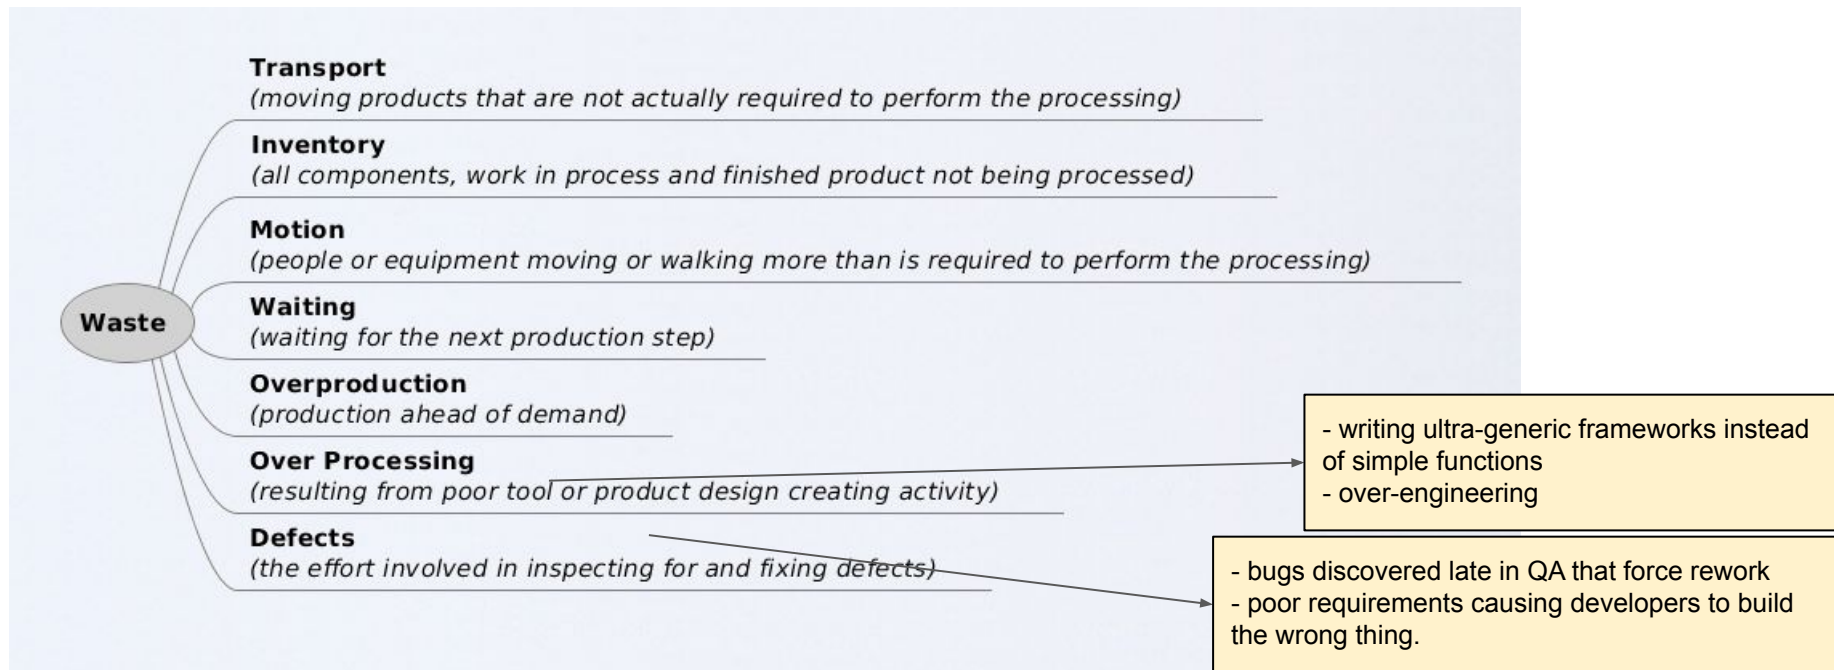 Transport
(moving products that are not actually required to perform the processing)
Inventory
(all components, work in process and finished product not being processed)
Motion
(people or equipment moving or walking more than is required to perform the processing)
Waste
Waiting
(waiting for the next production step)
Overproduction
(production ahead of demand)
Over Processing
(resulting from poor tool or product design creating activity)
Defects
(the effort involved in inspecting for and fixing defects)
- writing ultra-generic frameworks instead
of simple functions
- over-engineering
- bugs discovered late in QA that force rework
- poor requirements causing developers to build
the wrong thing.